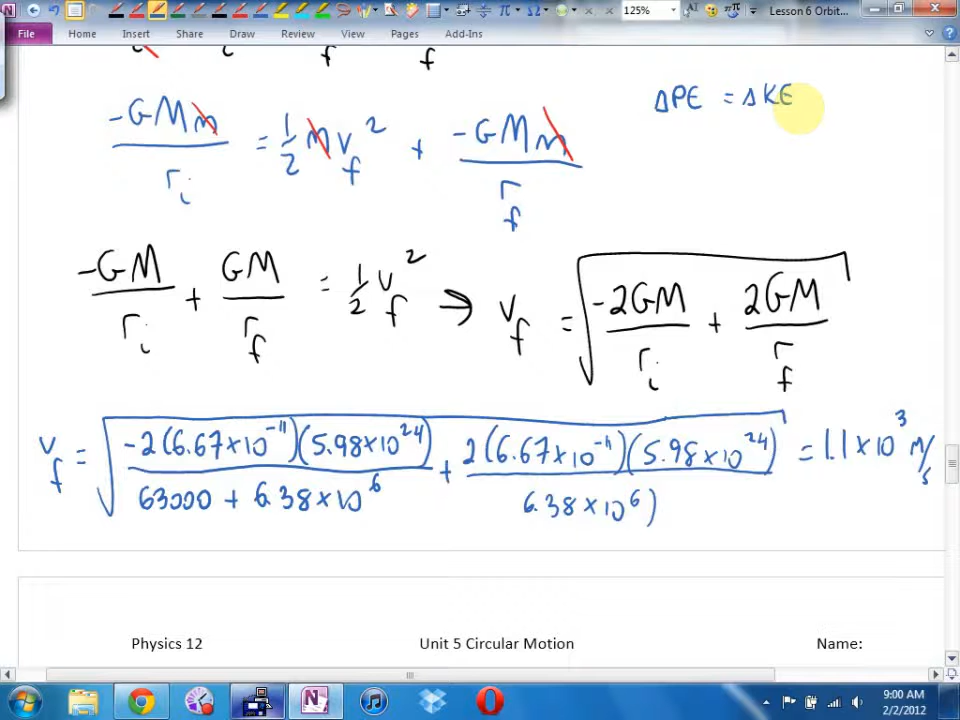 125%
Lesson 6 Orbit...
File Home Insert Share Draw Review View Pages Add-Ins
ΔPE = ΔKE
-GMm/r_i = 1/2 m v_f^2 + -GMm/r_f
-GM/r_i + GM/r_f = 1/2 v_f^2 → v_f = √(-2GM/r_i + 2GM/r_f)
v_f = √(-2(6.67×10^-11)(5.98×10^24)/63000 + 6.38×10^6 + 2(6.67×10^-11)(5.98×10^24)/6.38×10^6)) = 1.1×10^3 m/s
Physics 12 Unit 5 Circular Motion Name:
9:00 AM
2/2/2012